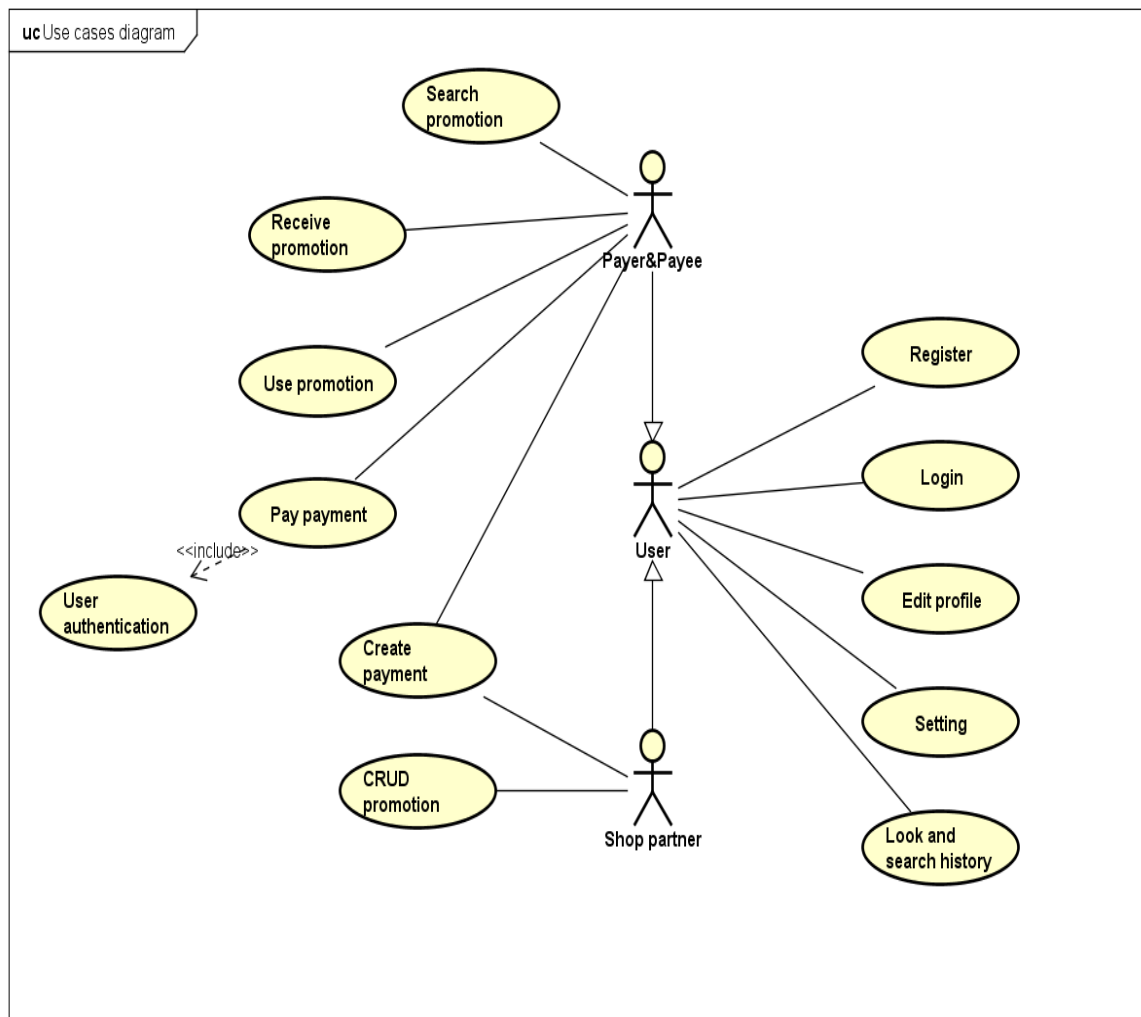 uc Use cases diagram
Search
promotion
Receive
promotion
Payer&Payee
Register
Use promotion
Login
Pay payment
User
<<include>>
Edit profile
User
authentication
Create
payment
Setting
CRUD
promotion
Shop partner
Look and
search history